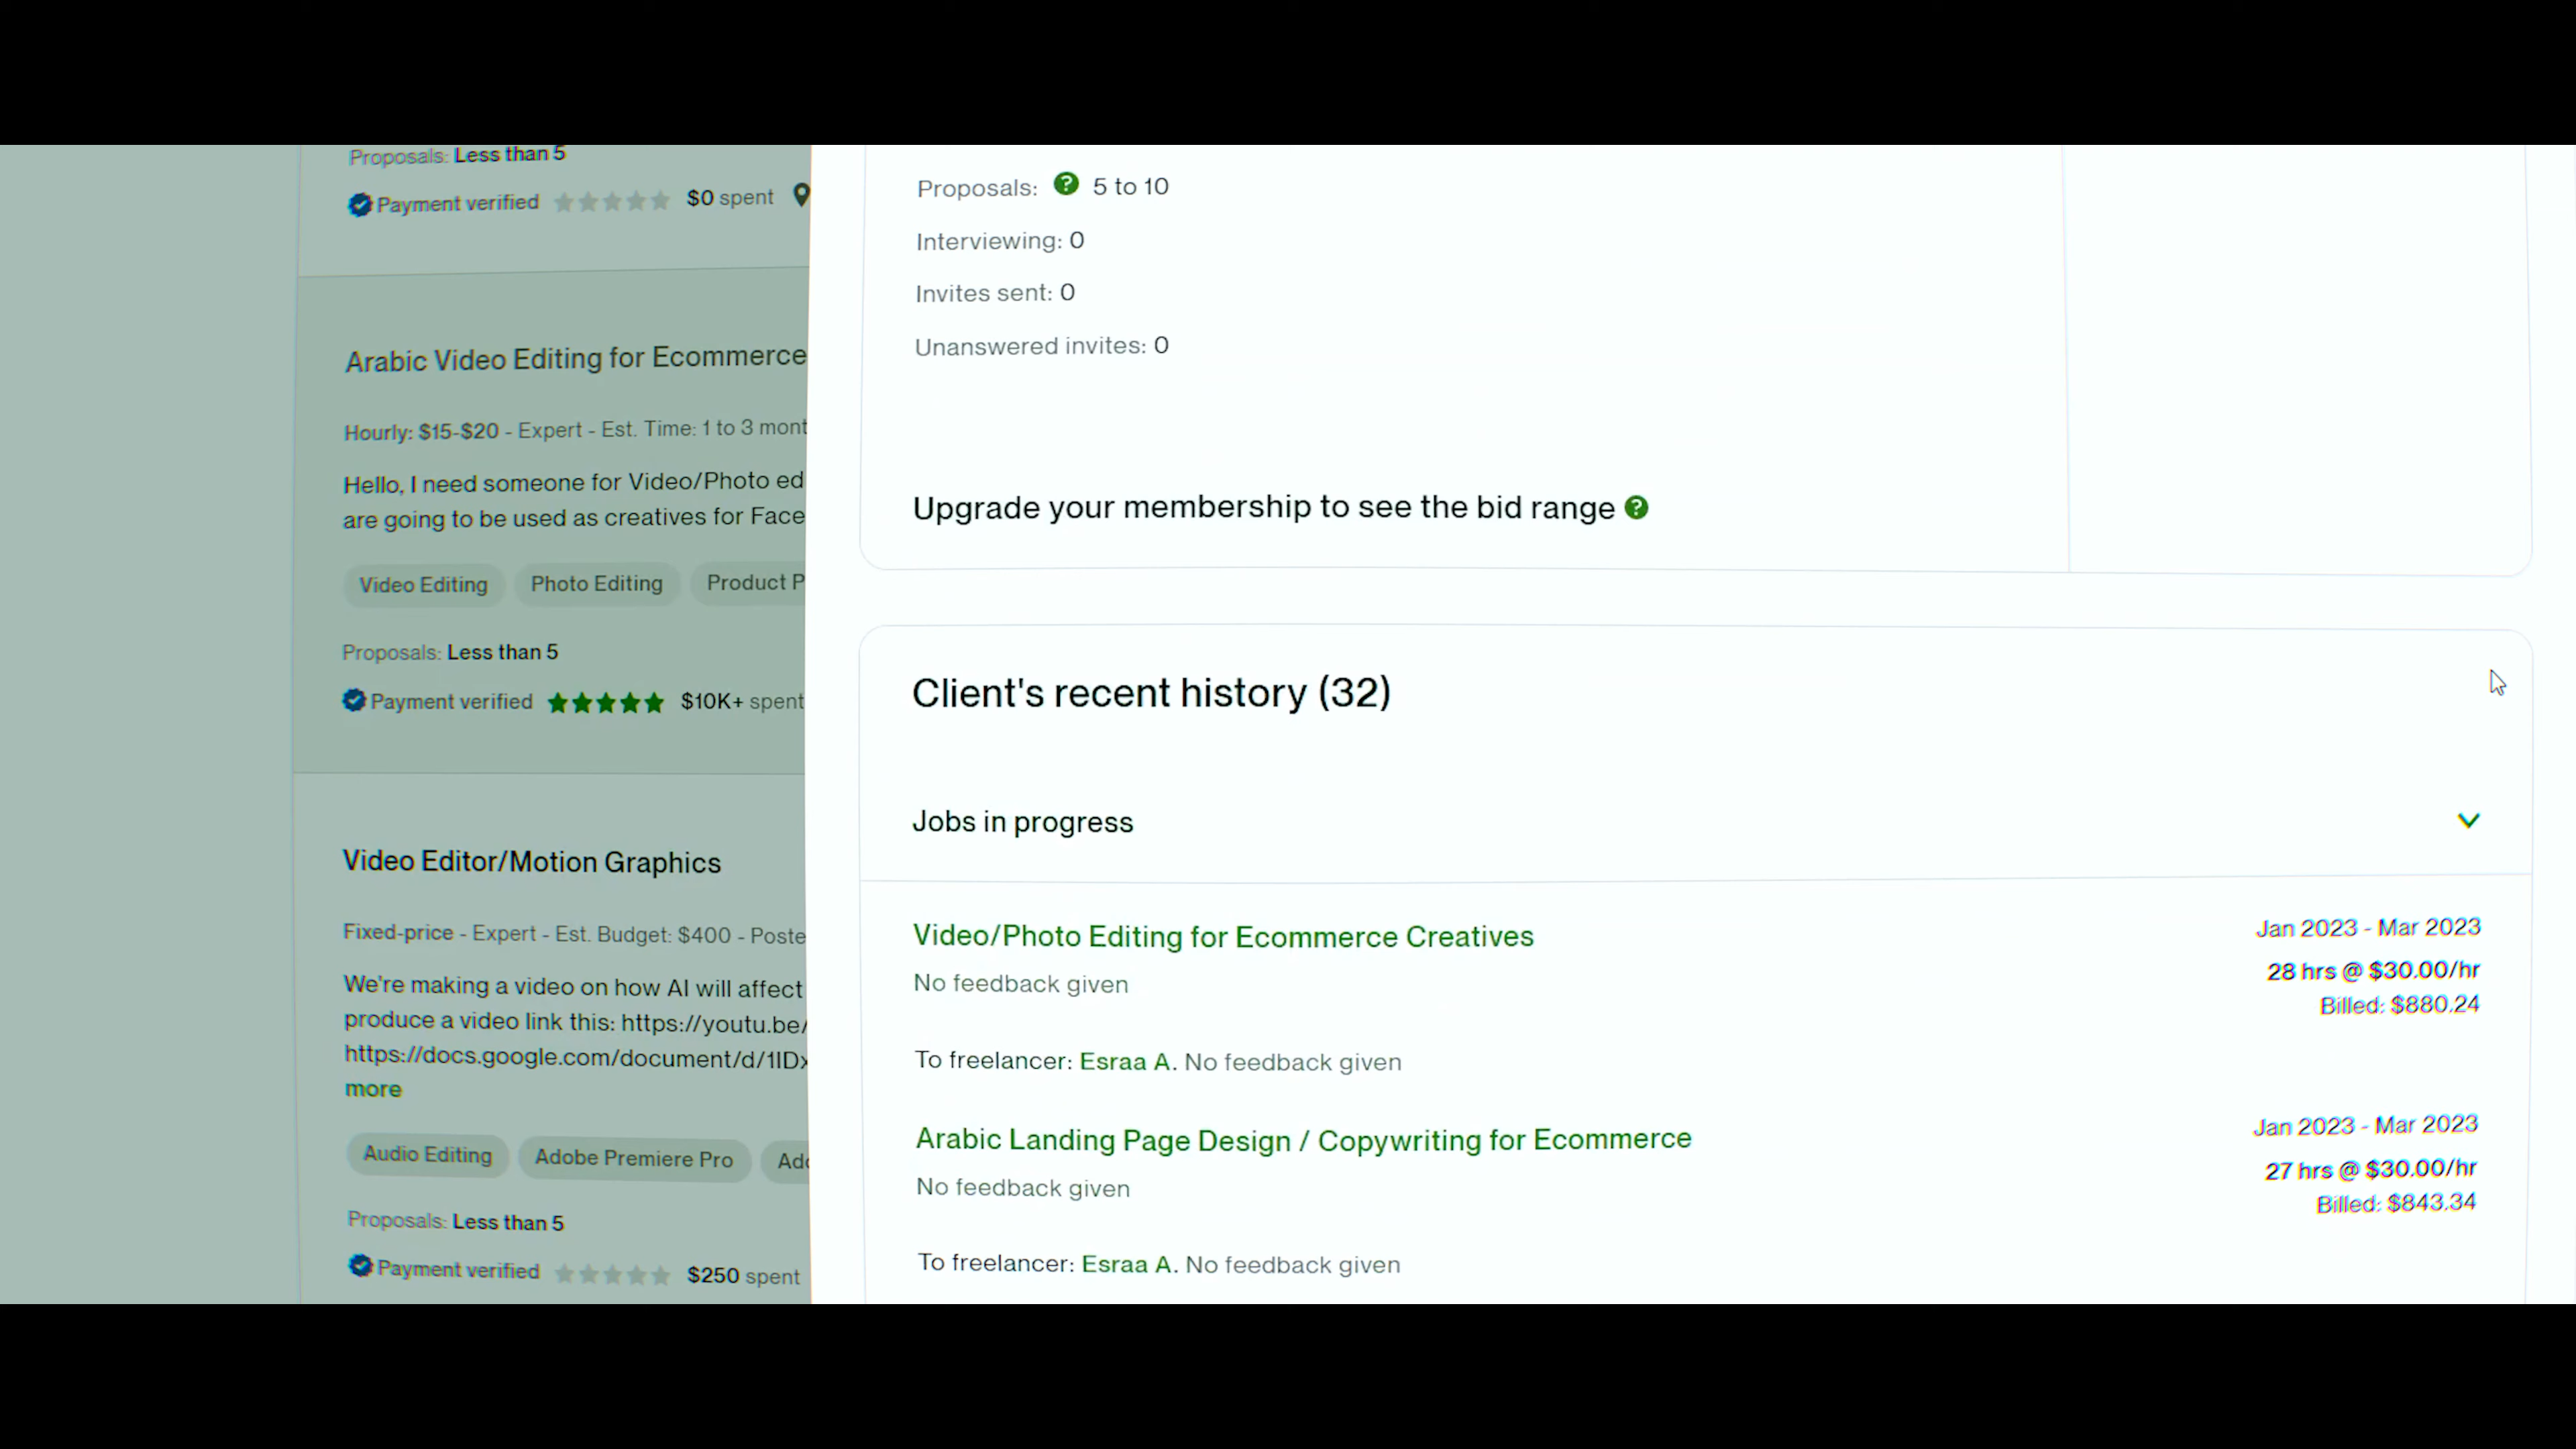 Proposals: Less than 5
Payment verified $0 spent
Arabic Video Editing for Ecommerce
Hourly: $15-$20 - Expert - Est. Time: 1 to 3 mont
Hello, I need someone for Video/Photo ed
are going to be used as creatives for Face
Video Editing Photo Editing Product P
Proposals: Less than 5
Payment verified $10K+ spent
Video Editor/Motion Graphics
Fixed-price - Expert - Est. Budget: $400 - Poste
We're making a video on how AI will affect
produce a video link this: https://youtu.be/
https://docs.google.com/document/d/1IDx
more
Audio Editing Adobe Premiere Pro Ado
Proposals: Less than 5
Payment verified $250 spent
Proposals: ? 5 to 10
Interviewing: 0
Invites sent: 0
Unanswered invites: 0
Upgrade your membership to see the bid range ?
Client's recent history (32)
Jobs in progress
Video/Photo Editing for Ecommerce Creatives
Jan 2023 - Mar 2023
No feedback given
28 hrs @ $30.00/hr
Billed: $880.24
To freelancer: Esraa A. No feedback given
Arabic Landing Page Design / Copywriting for Ecommerce
Jan 2023 - Mar 2023
No feedback given
27 hrs @ $30.00/hr
Billed: $843.34
To freelancer: Esraa A. No feedback given